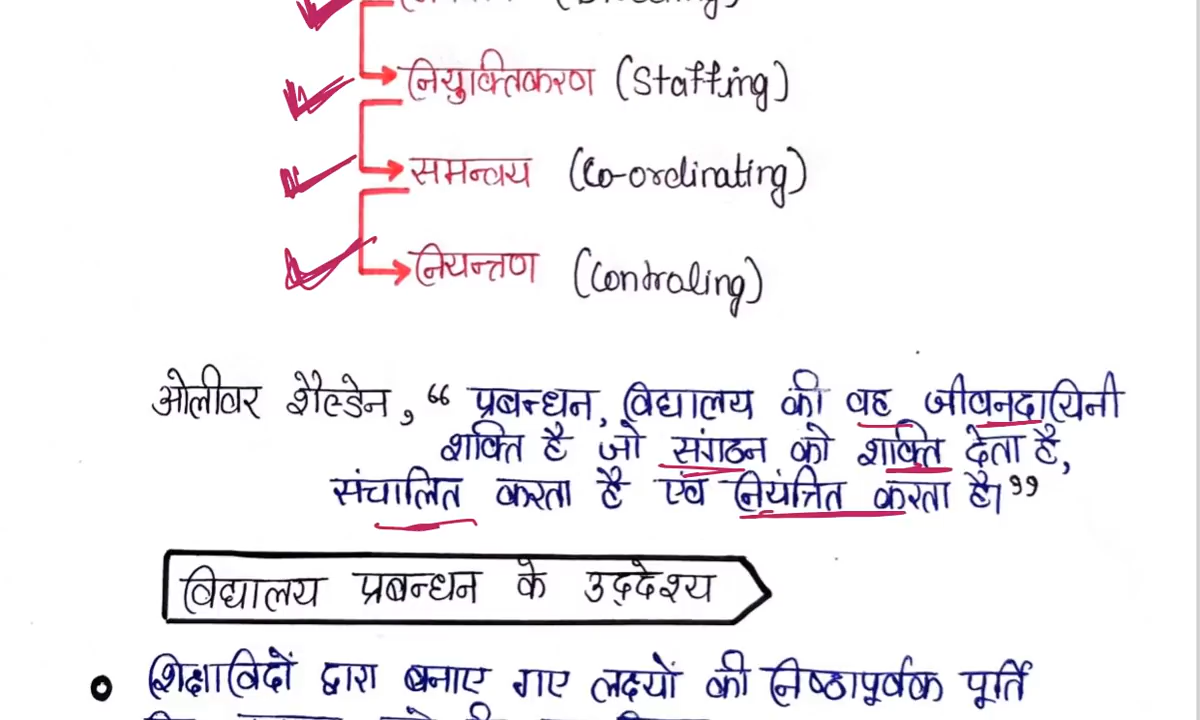 नियुक्तिकरण (Staffing)
समन्वय (Co-ordinating)
नियन्त्रण (Controling)
ओलीवर शैल्डेन, “ प्रबन्धन, विद्यालय की वह जीवनदायिनी
शक्ति है जो संगठन को शक्ति देता है,
संचालित करता है एवं नियंत्रित करता है।”
विद्यालय प्रबन्धन के उद्देश्य
• शिक्षाविदों द्वारा बनाए गए लक्ष्यों की निष्ठापूर्वक पूर्ति